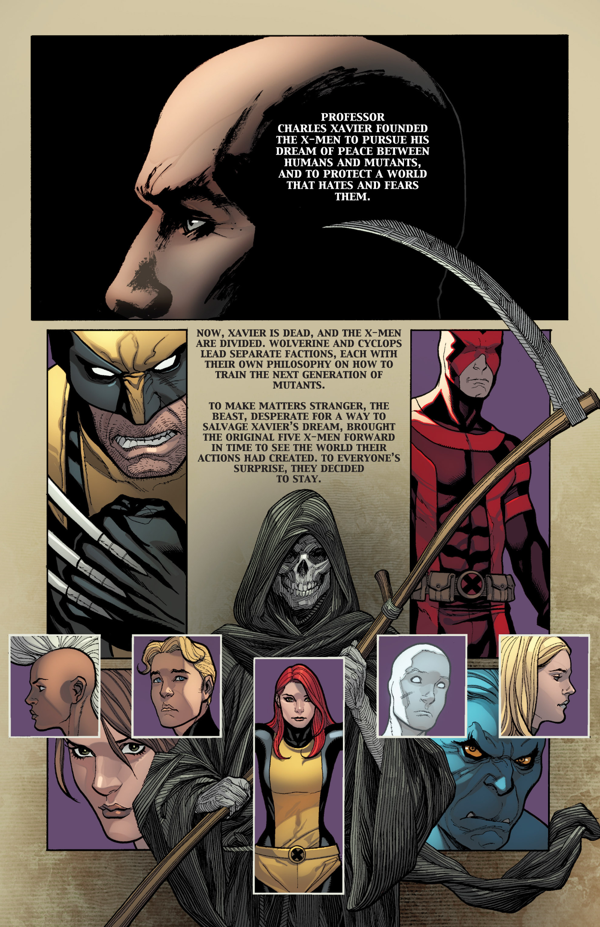 PROFESSOR
CHARLES XAVIER FOUNDED
THE X-MEN TO PURSUE HIS
DREAM OF PEACE BETWEEN
HUMANS AND MUTANTS,
AND TO PROTECT A WORLD
THAT HATES AND FEARS
THEM.
NOW, XAVIER IS DEAD, AND THE X-MEN
ARE DIVIDED. WOLVERINE AND CYCLOPS
LEAD SEPARATE FACTIONS, EACH WITH
THEIR OWN PHILOSOPHY ON HOW TO
TRAIN THE NEXT GENERATION OF
MUTANTS.
TO MAKE MATTERS STRANGER, THE
BEAST, DESPERATE FOR A WAY TO
SALVAGE XAVIER'S DREAM, BROUGHT
THE ORIGINAL FIVE X-MEN FORWARD
IN TIME TO SEE THE WORLD THEIR
ACTIONS HAD CREATED. TO EVERYONE'S
SURPRISE, THEY DECIDED
TO STAY.